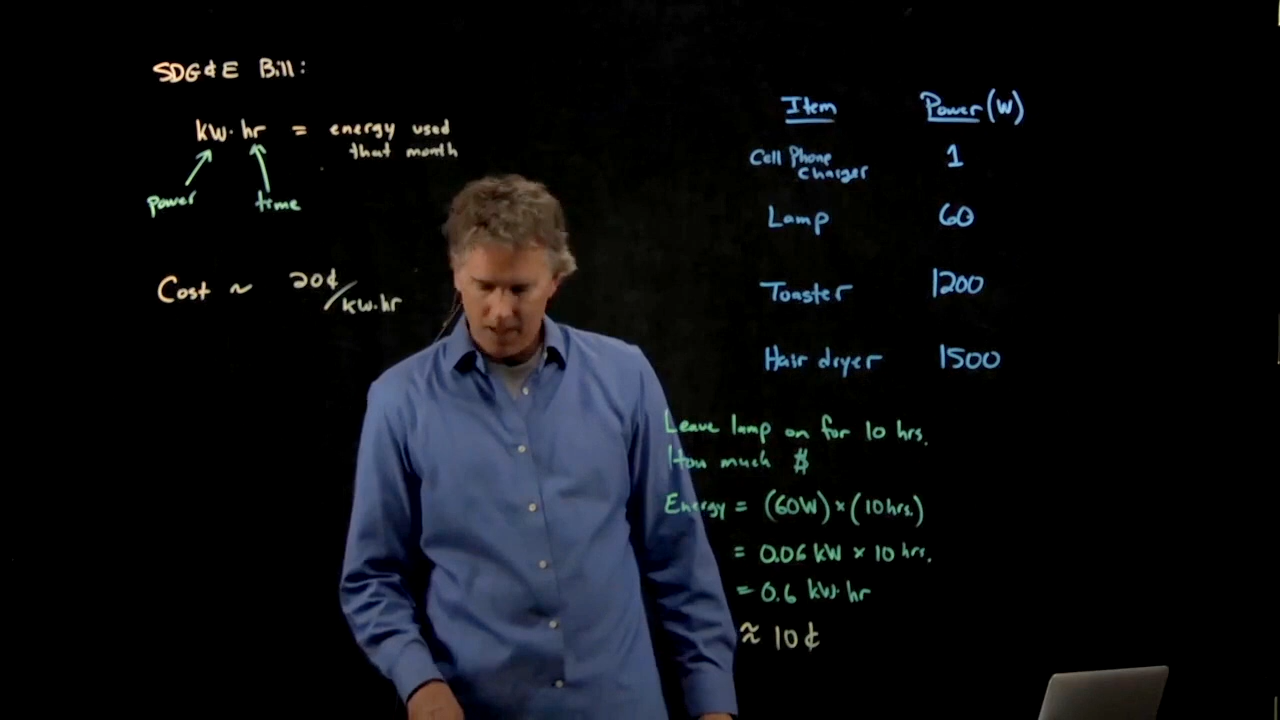 SDG&E Bill:
kW·hr = energy used
that month
power
time
Cost ~ 20¢/kW·hr
Item Power (W)
Cell Phone
Charger 1
Lamp 60
Toaster 1200
Hair dryer 1500
Leave lamp on for 10 hrs.
How much $
Energy = (60W) × (10hrs.)
= 0.06 kW × 10 hrs.
= 0.6 kW·hr
≈ 10¢